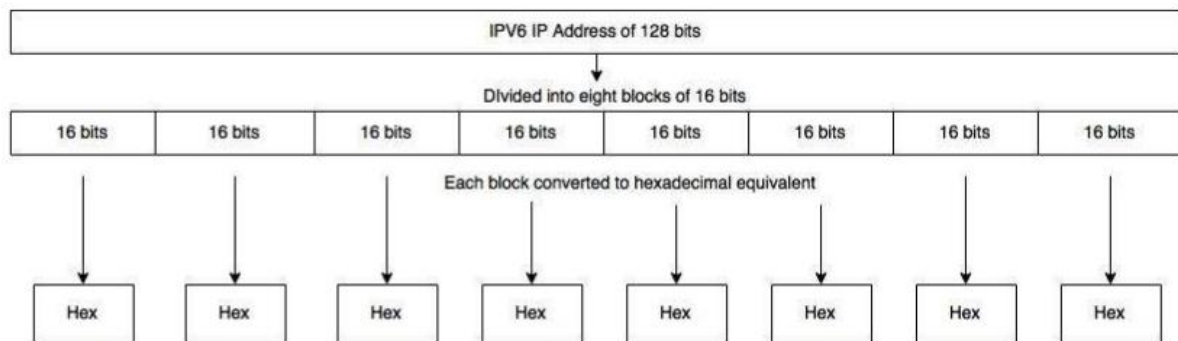 IPV6 IP Address of 128 bits
DIvided into eight blocks of 16 bits
16 bits 16 bits 16 bits 16 bits 16 bits 16 bits 16 bits 16 bits
Each block converted to hexadecimal equivalent
Hex Hex Hex Hex Hex Hex Hex Hex